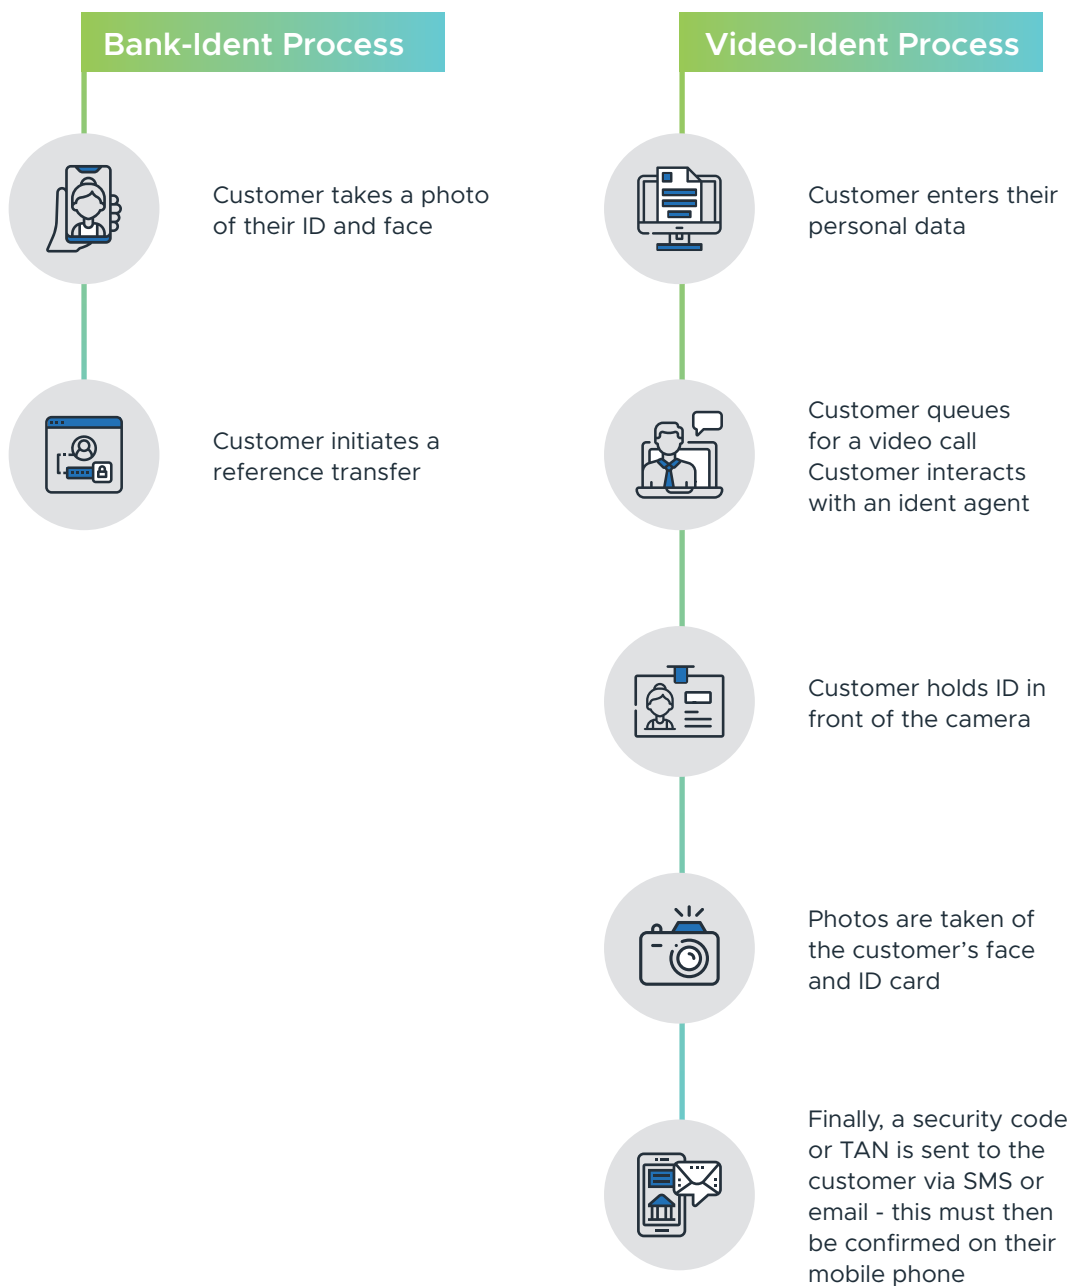 Bank-Ident Process
Customer takes a photo
of their ID and face
Customer initiates a
reference transfer
Video-Ident Process
Customer enters their
personal data
Customer queues
for a video call
Customer interacts
with an ident agent
Customer holds ID in
front of the camera
Photos are taken of
the customer’s face
and ID card
Finally, a security code
or TAN is sent to the
customer via SMS or
email - this must then
be confirmed on their
mobile phone